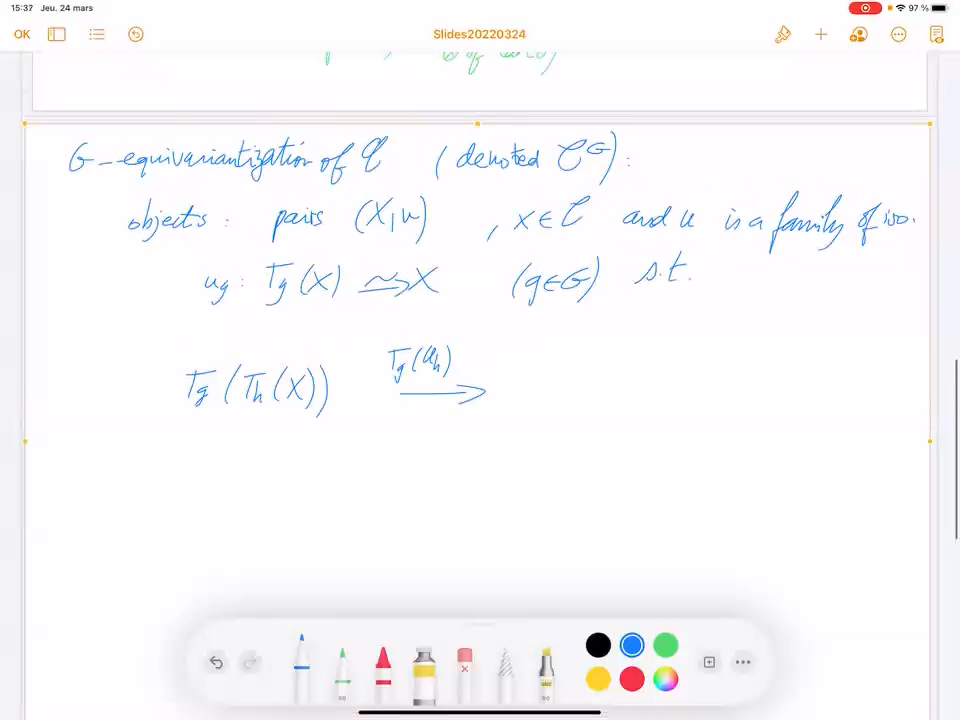 15:37 Jeu. 24 mars
97 %
OK
Slides20220324
G-equivariantization of C (denoted C^G):
objects: pairs (X,u), X∈C and u is a family of iso.
u_g: T_g(X) ⥲ X (g∈G) s.t.
T_g(u_h)
T_g(T_h(X)) ⟶